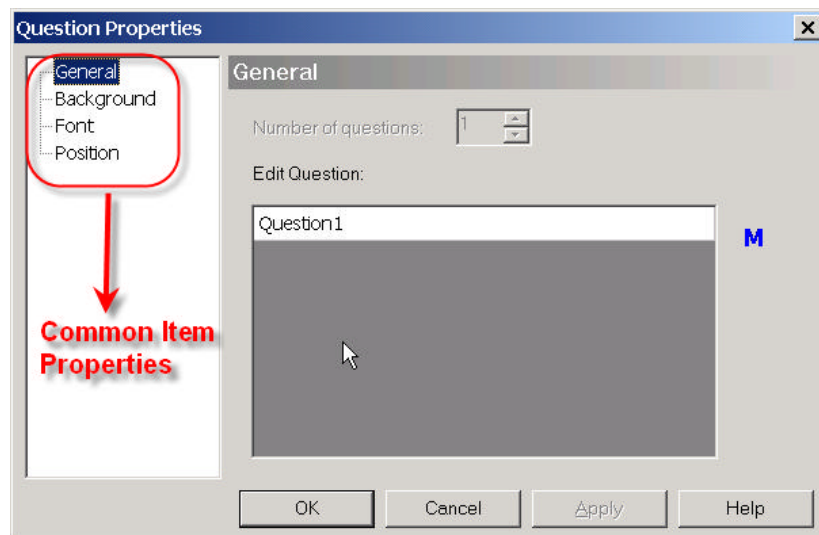 Question Properties
General
Background
Font
Position
Common Item
Properties
General
Number of questions: 1
Edit Question:
Question1
M
OK Cancel Apply Help